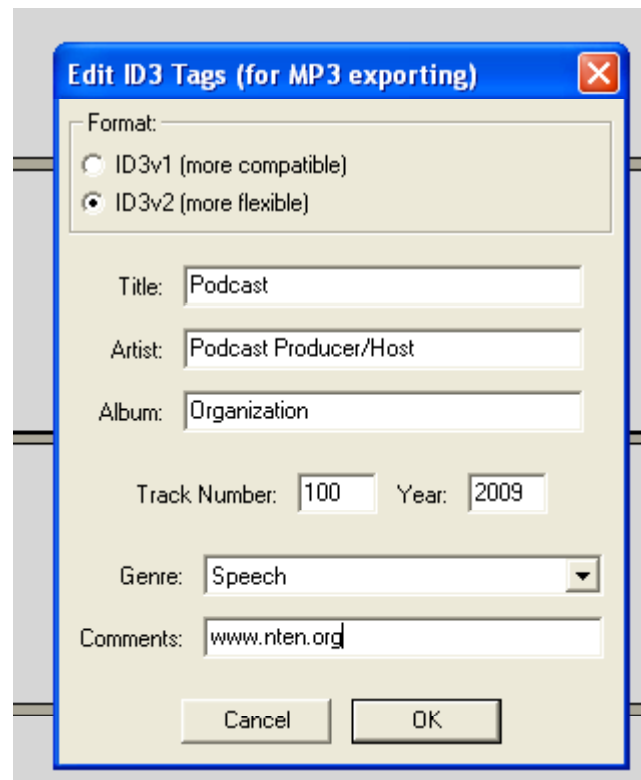 Edit ID3 Tags (for MP3 exporting)
Format:
ID3v1 (more compatible)
ID3v2 (more flexible)
Title: Podcast
Artist: Podcast Producer/Host
Album: Organization
Track Number: 100 Year: 2009
Genre: Speech
Comments: www.nten.org
Cancel OK